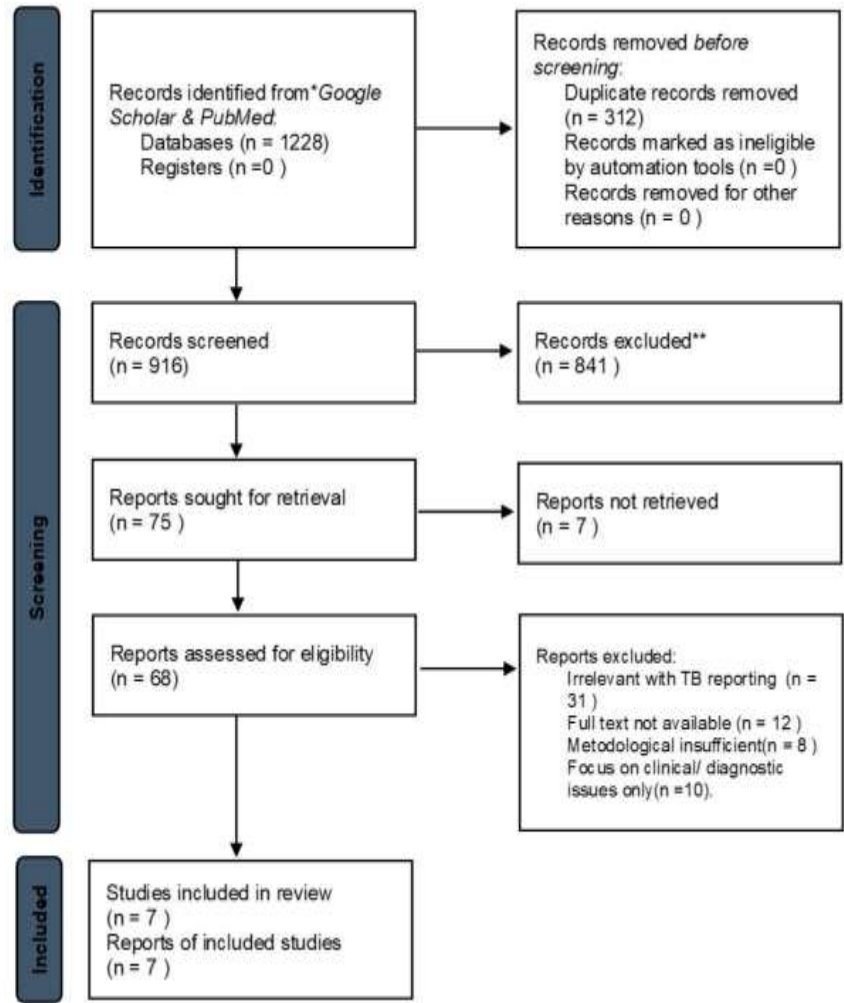 Identification
Records identified from*Google
Scholar & PubMed:
Databases (n = 1228)
Registers (n =0 )
Records removed before
screening:
Duplicate records removed
(n = 312)
Records marked as ineligible
by automation tools (n =0 )
Records removed for other
reasons (n = 0 )
Screening
Records screened
(n = 916)
Records excluded**
(n = 841 )
Reports sought for retrieval
(n = 75 )
Reports not retrieved
(n = 7 )
Reports assessed for eligibility
(n = 68)
Reports excluded:
Irrelevant with TB reporting (n =
31 )
Full text not available (n = 12 )
Metodological insufficient(n = 8 )
Focus on clinical/ diagnostic
issues only(n =10).
Included
Studies included in review
(n = 7 )
Reports of included studies
(n = 7 )